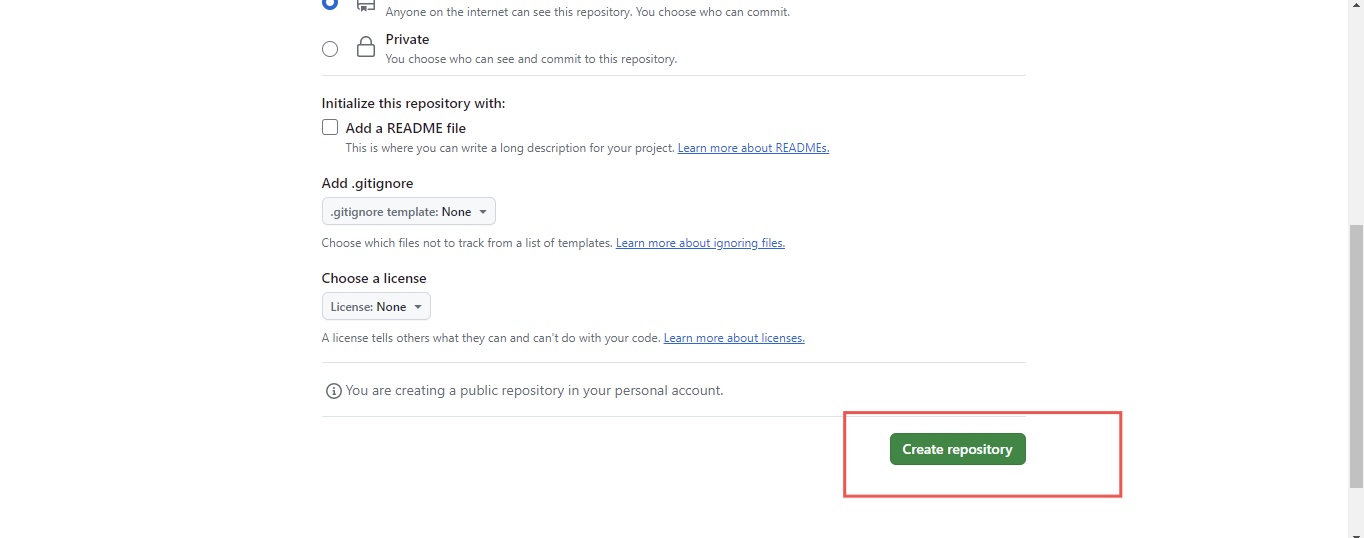 Anyone on the internet can see this repository. You choose who can commit.
Private
You choose who can see and commit to this repository.
Initialize this repository with:
Add a README file
This is where you can write a long description for your project. Learn more about READMEs.
Add .gitignore
.gitignore template: None
Choose which files not to track from a list of templates. Learn more about ignoring files.
Choose a license
License: None
A license tells others what they can and can't do with your code. Learn more about licenses.
You are creating a public repository in your personal account.
Create repository